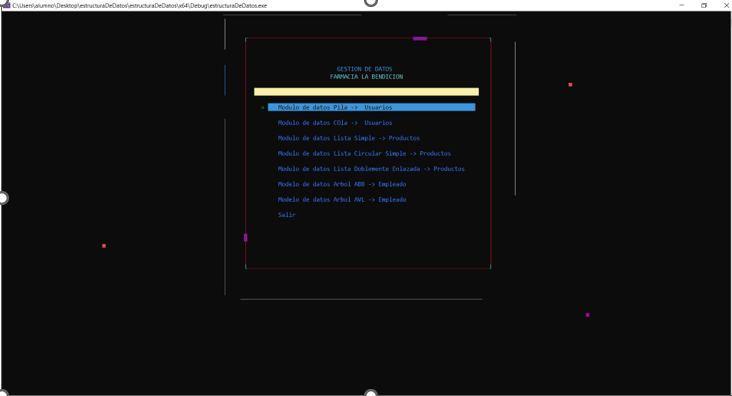 C:\Users\alumno\Desktop\estructuraDeDatos\estructuraDeDatos\x64\Debug\estructuraDeDatos.exe
GESTION DE DATOS
FARMACIA LA BENDICION
» Modulo de datos Pila -> Usuarios
Modulo de datos COla -> Usuarios
Modulo de datos Lista Simple -> Productos
Modulo de datos Lista Circular Simple -> Productos
Modulo de datos Lista Doblemente Enlazada -> Productos
Modelo de datos Arbol ABB -> Empleado
Modelo de datos Arbol AVL -> Empleado
Salir